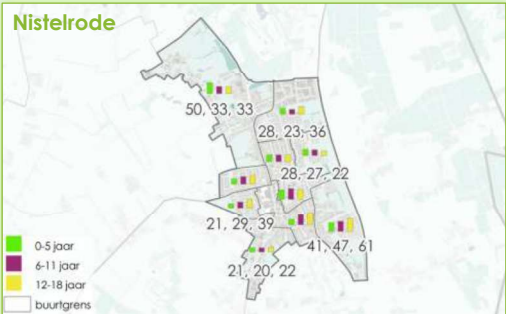 Nistelrode
50, 33, 33
28, 23, 36
28, 27, 22
21, 29, 39
41, 47, 61
21, 20, 22
0-5 jaar
6-11 jaar
12-18 jaar
buurtgrens